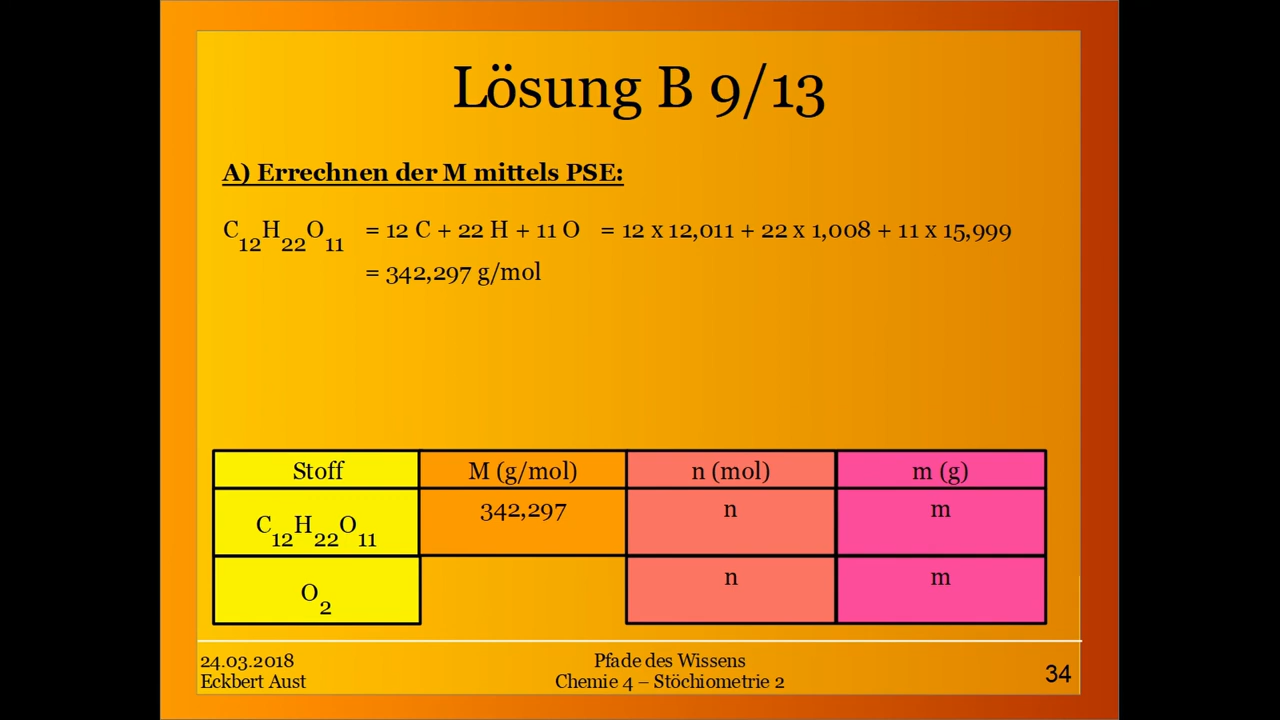 Lösung B 9/13
A) Errechnen der M mittels PSE:
C12H22O11 = 12 C + 22 H + 11 O = 12 x 12,011 + 22 x 1,008 + 11 x 15,999
= 342,297 g/mol
Stoff M (g/mol) n (mol) m (g)
C12H22O11 342,297 n m
O2 n m
24.03.2018 Pfade des Wissens
Eckbert Aust Chemie 4 – Stöchiometrie 2 34